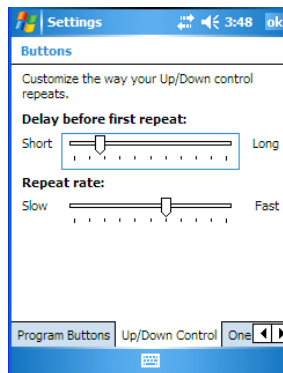 Settings 3:48 ok
Buttons
Customize the way your Up/Down control
repeats.
Delay before first repeat:
Short Long
Repeat rate:
Slow Fast
Program Buttons Up/Down Control One